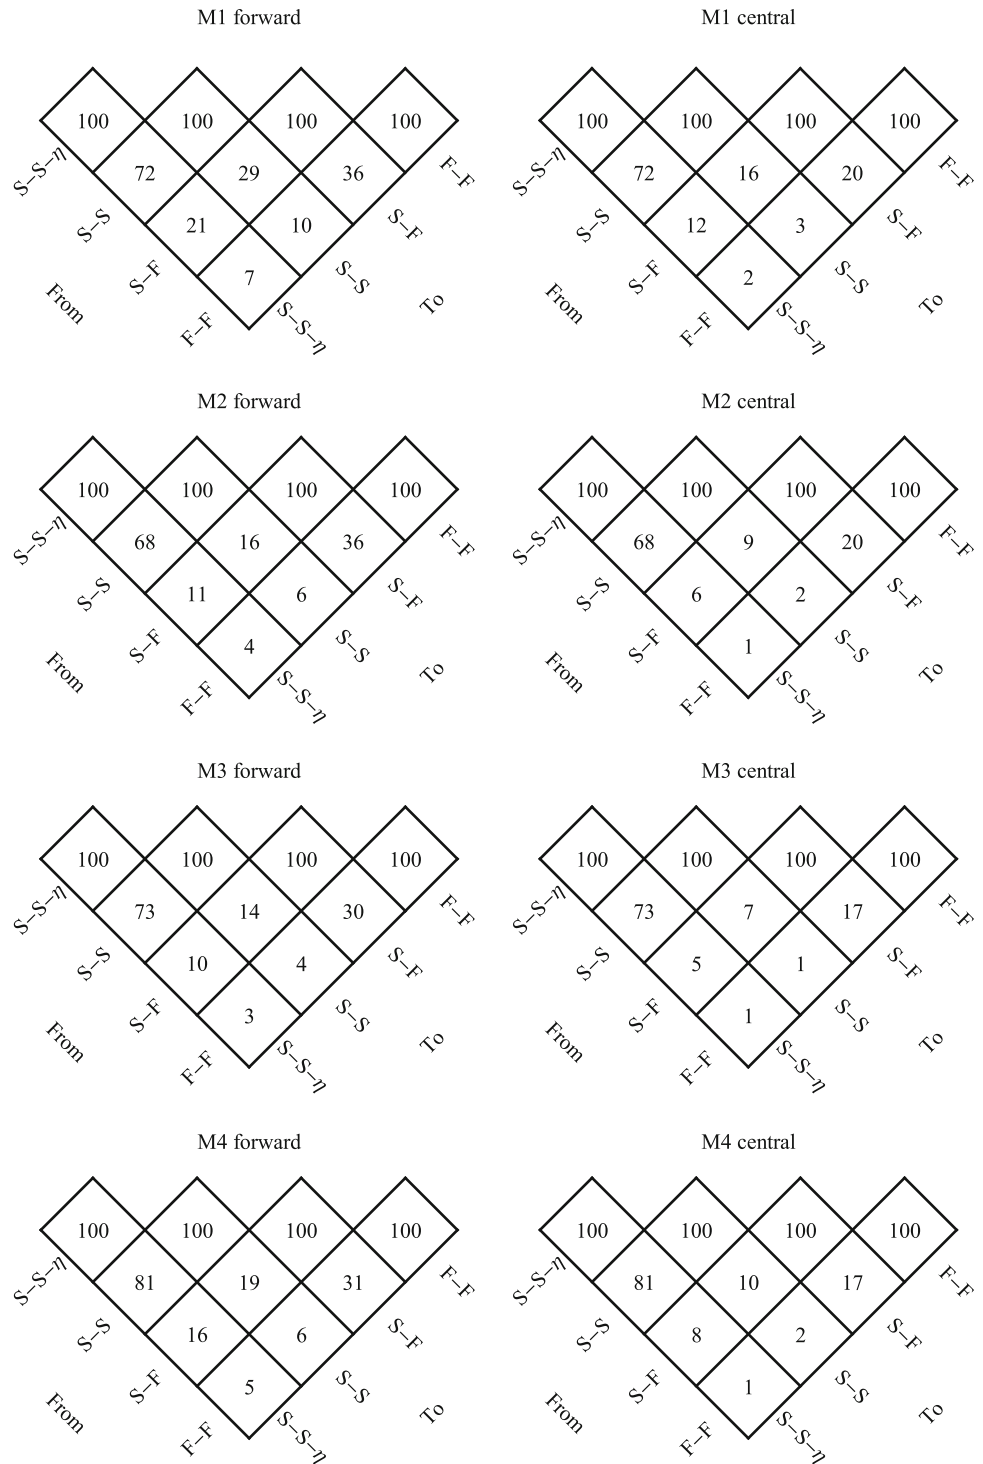 M1 forward
M1 central
100 100 100 100
100 100 100 100
S–S–η 72 29 36 F–F
S–S–η 72 16 20 F–F
S–S 21 10 S–F
S–S 12 3 S–F
From S–F 7 S–S To
From S–F 2 S–S To
F–F S–S–η
F–F S–S–η
M2 forward
M2 central
100 100 100 100
100 100 100 100
S–S–η 68 16 36 F–F
S–S–η 68 9 20 F–F
S–S 11 6 S–F
S–S 6 2 S–F
From S–F 4 S–S To
From S–F 1 S–S To
F–F S–S–η
F–F S–S–η
M3 forward
M3 central
100 100 100 100
100 100 100 100
S–S–η 73 14 30 F–F
S–S–η 73 7 17 F–F
S–S 10 4 S–F
S–S 5 1 S–F
From S–F 3 S–S To
From S–F 1 S–S To
F–F S–S–η
F–F S–S–η
M4 forward
M4 central
100 100 100 100
100 100 100 100
S–S–η 81 19 31 F–F
S–S–η 81 10 17 F–F
S–S 16 6 S–F
S–S 8 2 S–F
From S–F 5 S–S To
From S–F 1 S–S To
F–F S–S–η
F–F S–S–η